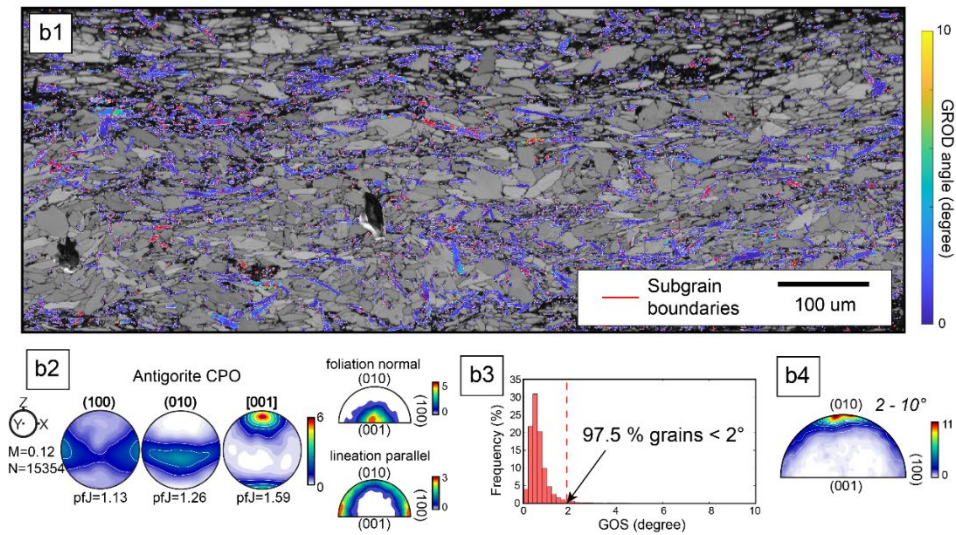 b1
10
GROD angle (degree)
0
Subgrain
boundaries
100 um
b2
Antigorite CPO
Z
Y
X
M=0.12
N=15354
(100)
(010)
[001]
6
0
pfJ=1.13
pfJ=1.26
pfJ=1.59
foliation normal
(010)
5
0
(100)
(001)
lineation parallel
(010)
3
0
(100)
(001)
b3
35
30
25
20
15
10
5
0
Frequency (%)
97.5 % grains < 2°
0 2 4 6 8 10
GOS (degree)
b4
(010)
2 - 10°
11
0
(100)
(001)